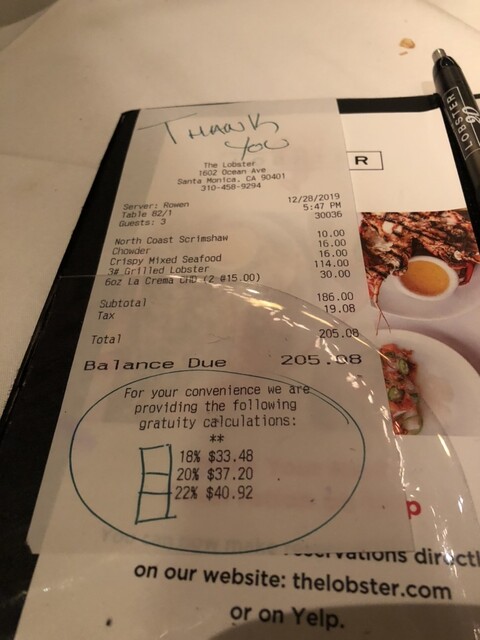 THANK
YOU
The Lobster
1602 Ocean Ave
Santa Monica, CA 90401
310-458-9294
Server: Rowen 12/28/2019
Table 82/1 5:47 PM
Guests: 3 30036
North Coast Scrimshaw 10.00
Chowder 16.00
Crispy Mixed Seafood 16.00
3# Grilled Lobster 114.00
6oz La Crema CHD (2 @15.00) 30.00
Subtotal 186.00
Tax 19.08
Total 205.08
Balance Due 205.08
For your convenience we are
providing the following
gratuity calculations:
**
18% $33.48
20% $37.20
22% $40.92
R
LOBSTER
p
reservations directl
on our website: thelobster.com
or on Yelp.